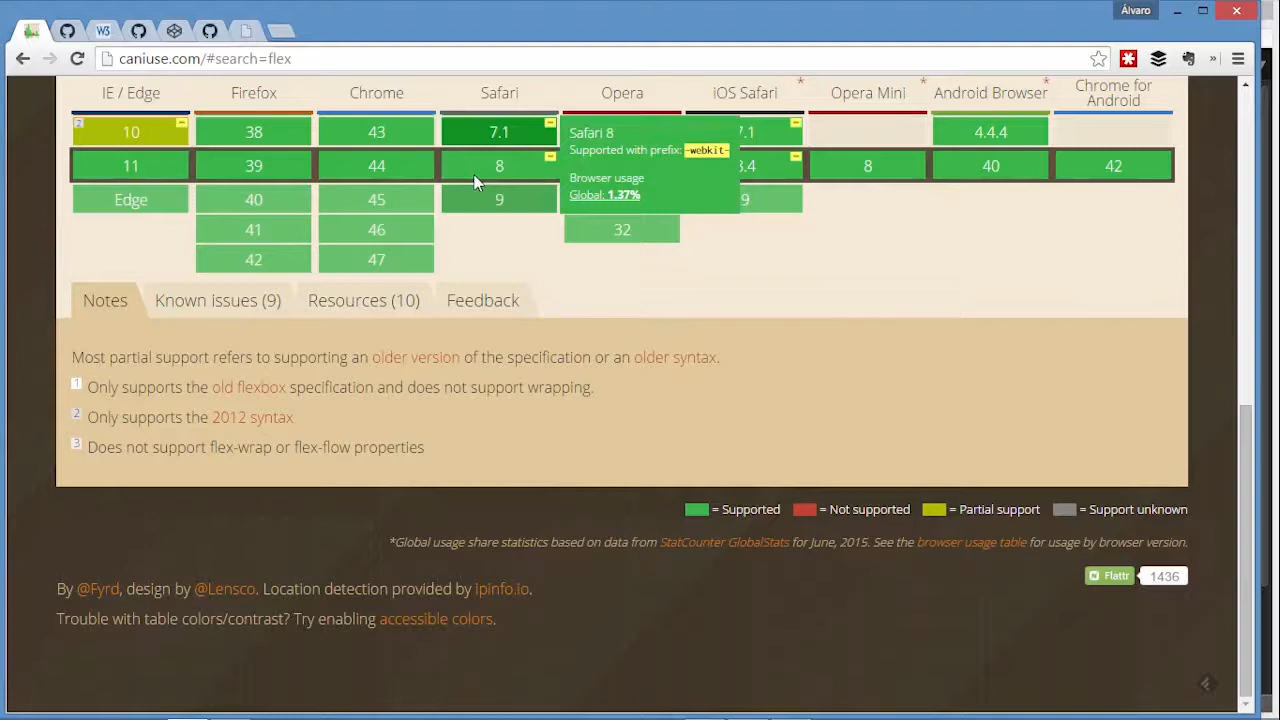 Álvaro
W3
caniuse.com/#search=flex
»
IE / Edge Firefox Chrome Safari Opera iOS Safari * Opera Mini * Android Browser * Chrome for Android
2 10 - 38 43 7.1 - 7.1 - 4.4.4
11 39 44 8 - 8.4 - 8 40 42
Edge 40 45 9 9
41 46 32
42 47
Safari 8
Supported with prefix: -webkit-
Browser usage
Global: 1.37%
Notes Known issues (9) Resources (10) Feedback
Most partial support refers to supporting an older version of the specification or an older syntax.
1 Only supports the old flexbox specification and does not support wrapping.
2 Only supports the 2012 syntax
3 Does not support flex-wrap or flex-flow properties
= Supported = Not supported = Partial support = Support unknown
*Global usage share statistics based on data from StatCounter GlobalStats for June, 2015. See the browser usage table for usage by browser version.
Flattr 1436
By @Fyrd, design by @Lensco. Location detection provided by ipinfo.io.
Trouble with table colors/contrast? Try enabling accessible colors.